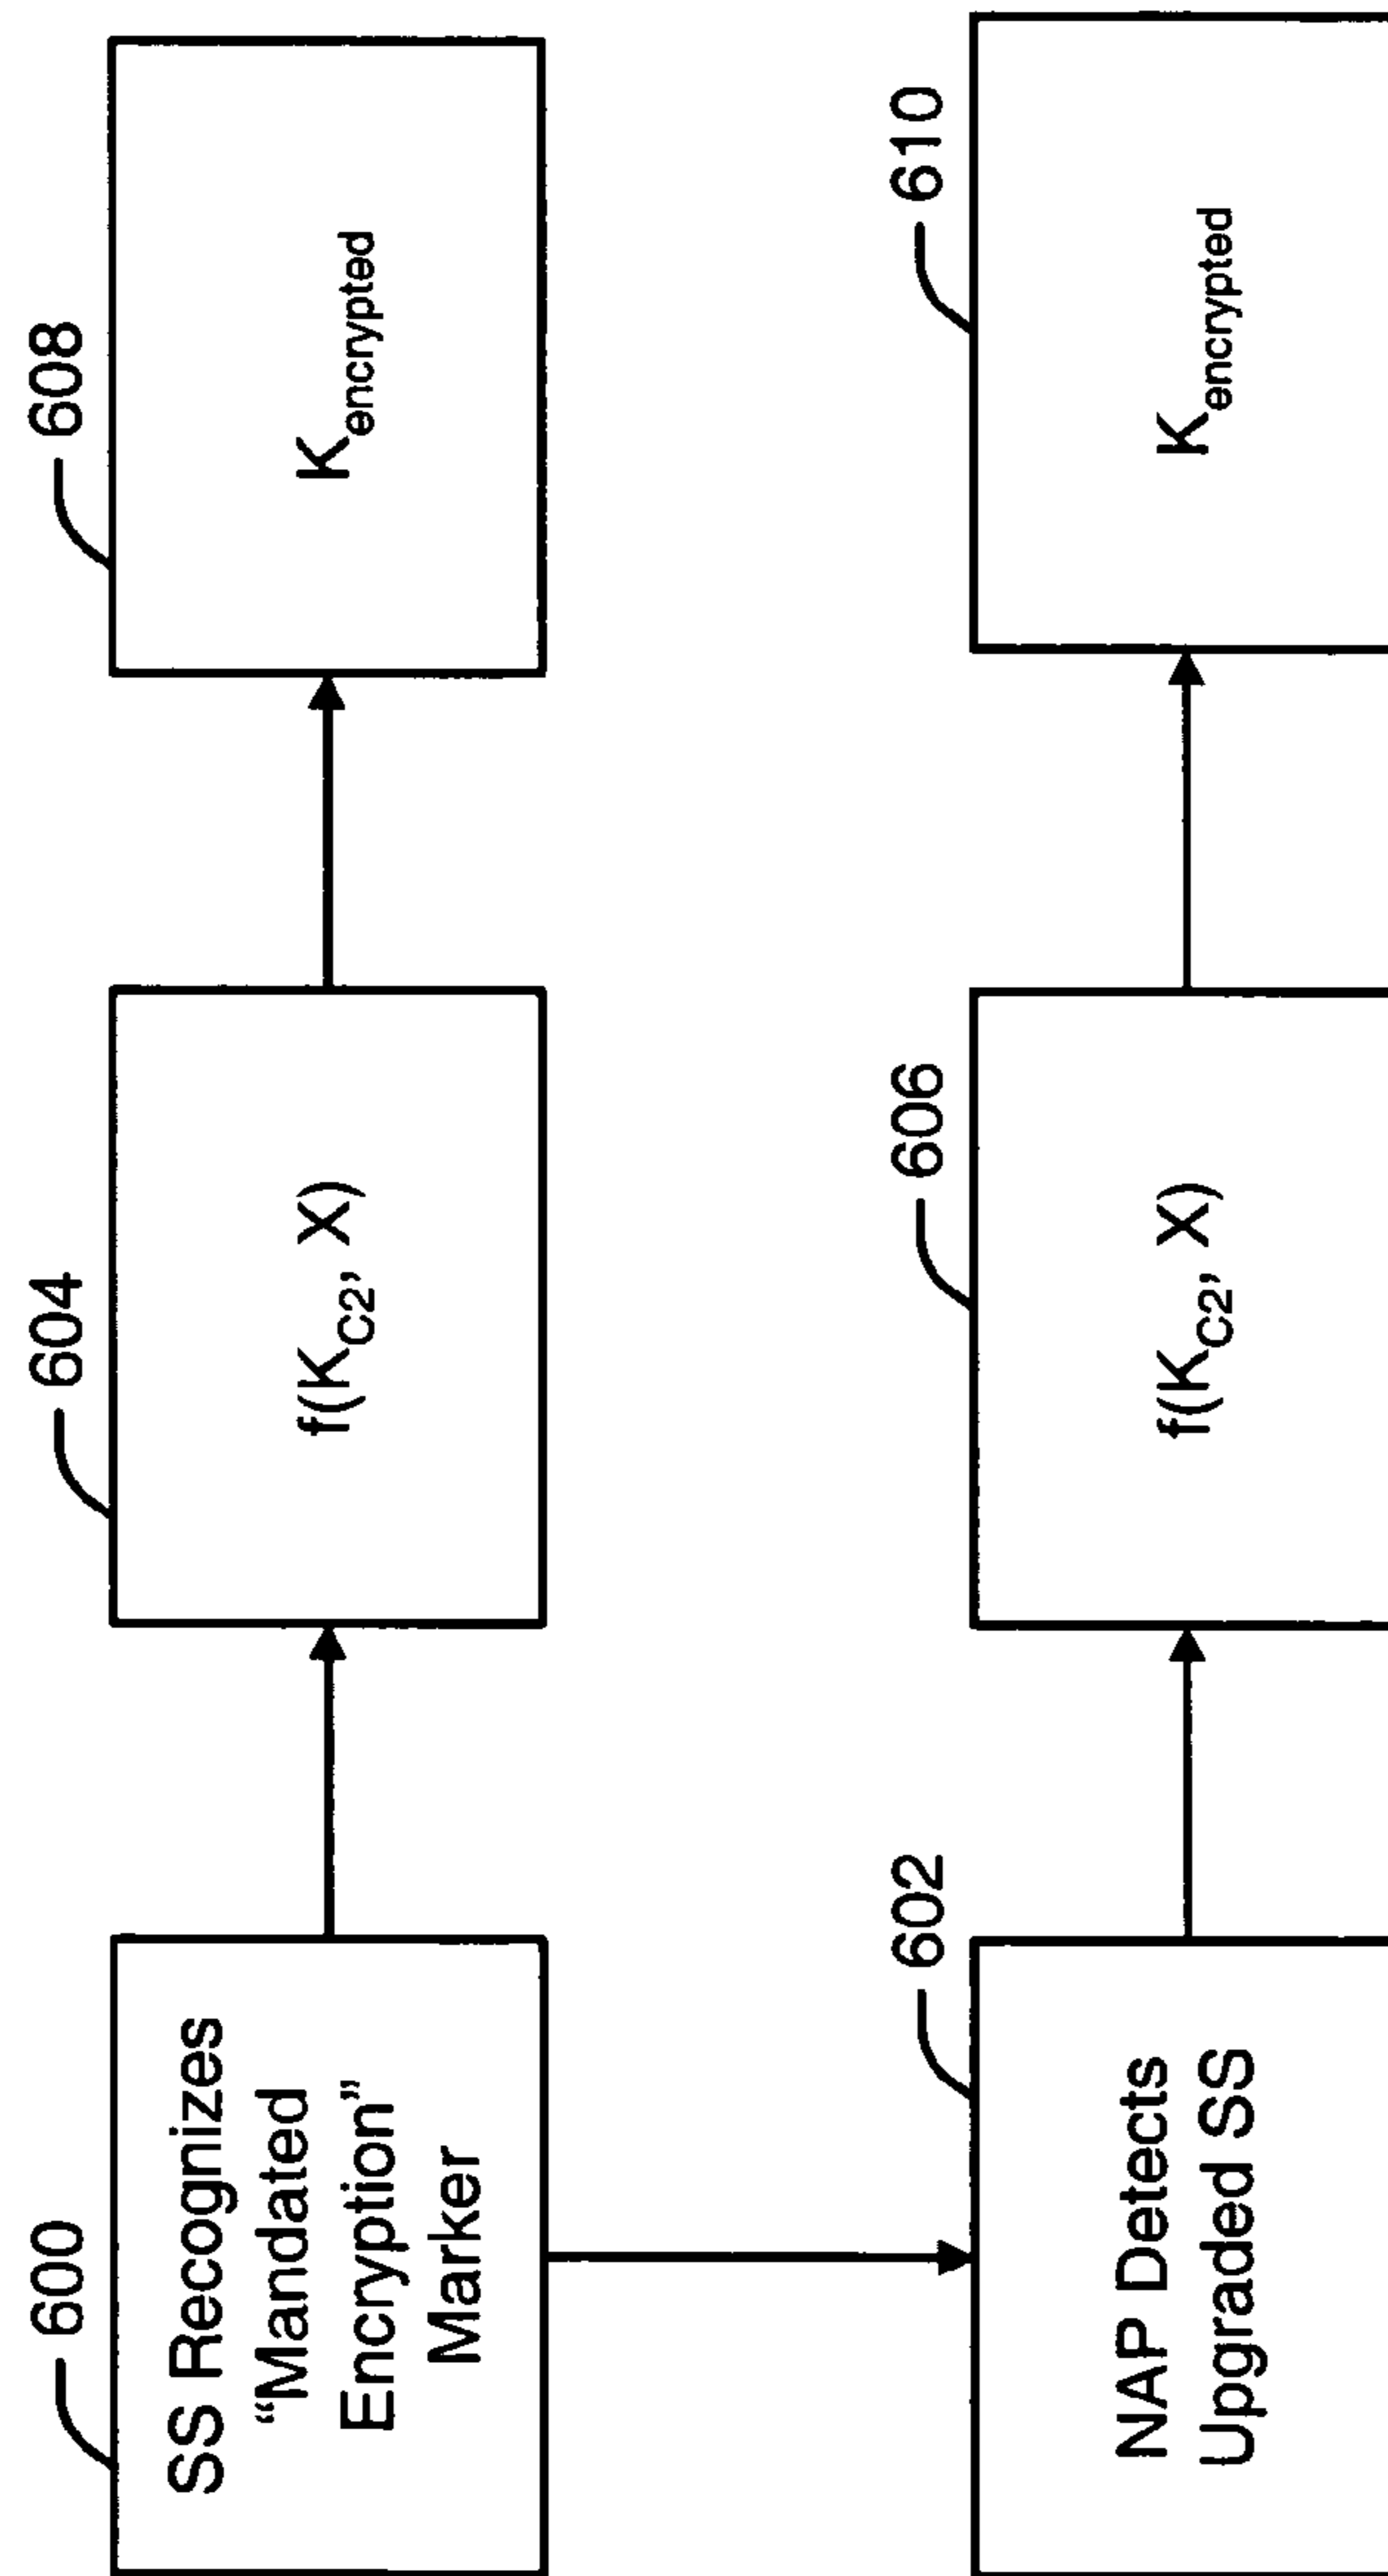 600
SS Recognizes
“Mandated
Encryption”
Marker
604
f(K_C2, X)
608
K_encrypted
602
NAP Detects
Upgraded SS
606
f(K_C2, X)
610
K_encrypted